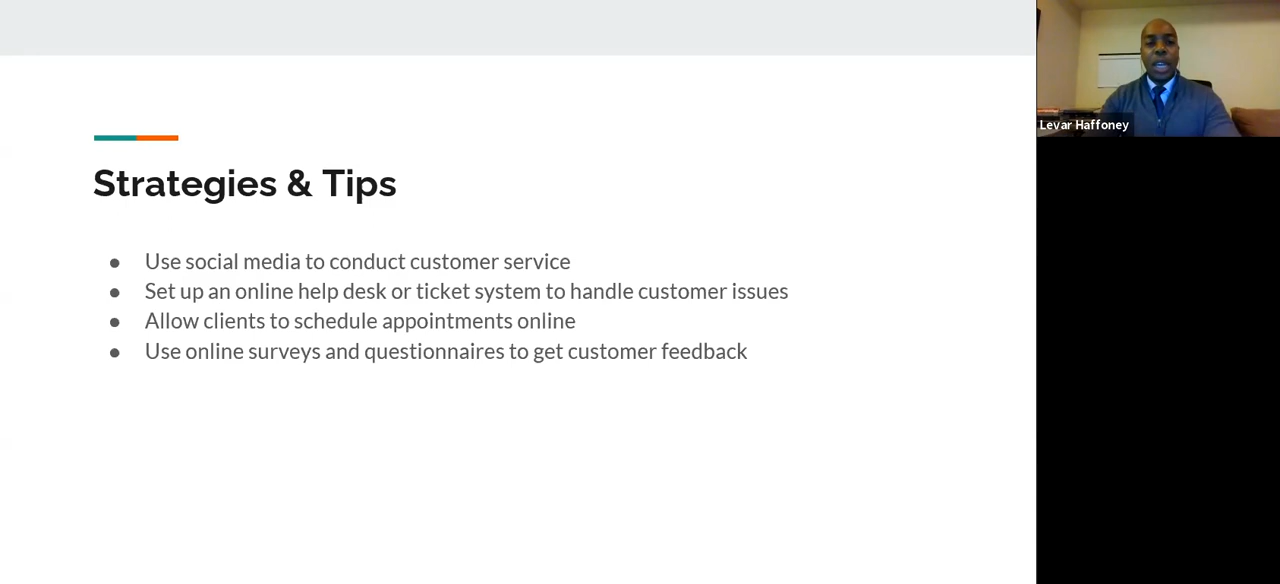 Strategies & Tips
● Use social media to conduct customer service
● Set up an online help desk or ticket system to handle customer issues
● Allow clients to schedule appointments online
● Use online surveys and questionnaires to get customer feedback
Levar Haffoney